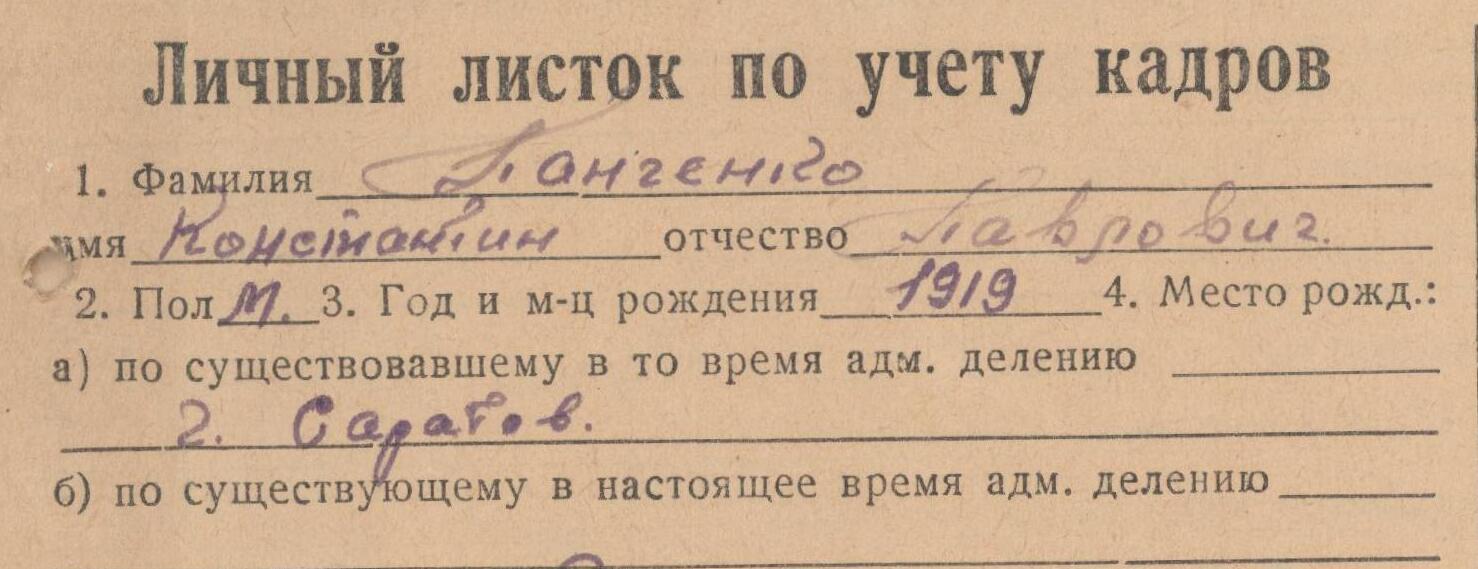 Личный листок по учету кадров
1. Фамилия Панченко
имя Константин отчество
2. Пол М. 3. Год и м-ц рождения 1919 4. Место рожд.:
а) по существовавшему в то время адм. делению
г. Саратов.
б) по существующему в настоящее время адм. делению